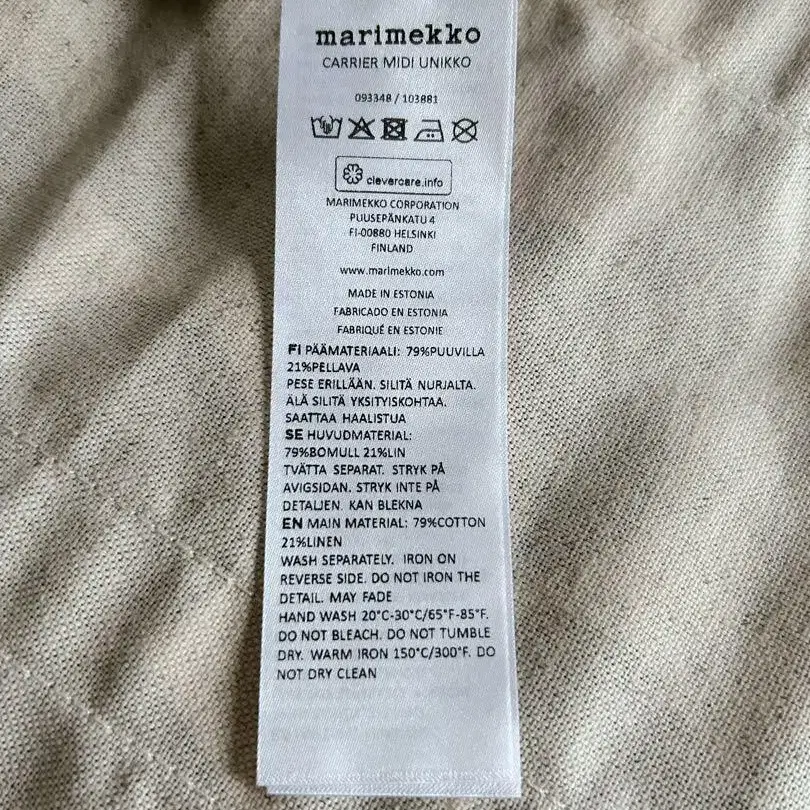 marimekko
CARRIER MIDI UNIKKO
093348 / 103881
clevercare.info
MARIMEKKO CORPORATION
PUUSEPÄNKATU 4
FI-00880 HELSINKI
FINLAND
www.marimekko.com
MADE IN ESTONIA
FABRICADO EN ESTONIA
FABRIQUÉ EN ESTONIE
FI PÄÄMATERIAALI: 79%PUUVILLA
21%PELLAVA
PESE ERILLÄÄN. SILITÄ NURJALTA.
ÄLÄ SILITÄ YKSITYISKOHTAA.
SAATTAA HAALISTUA
SE HUVUDMATERIAL:
79%BOMULL 21%LIN
TVÄTTA SEPARAT. STRYK PÅ
AVIGSIDAN. STRYK INTE PÅ
DETALJEN. KAN BLEKNA
EN MAIN MATERIAL: 79%COTTON
21%LINEN
WASH SEPARATELY. IRON ON
REVERSE SIDE. DO NOT IRON THE
DETAIL. MAY FADE
HAND WASH 20°C-30°C/65°F-85°F.
DO NOT BLEACH. DO NOT TUMBLE
DRY. WARM IRON 150°C/300°F. DO
NOT DRY CLEAN